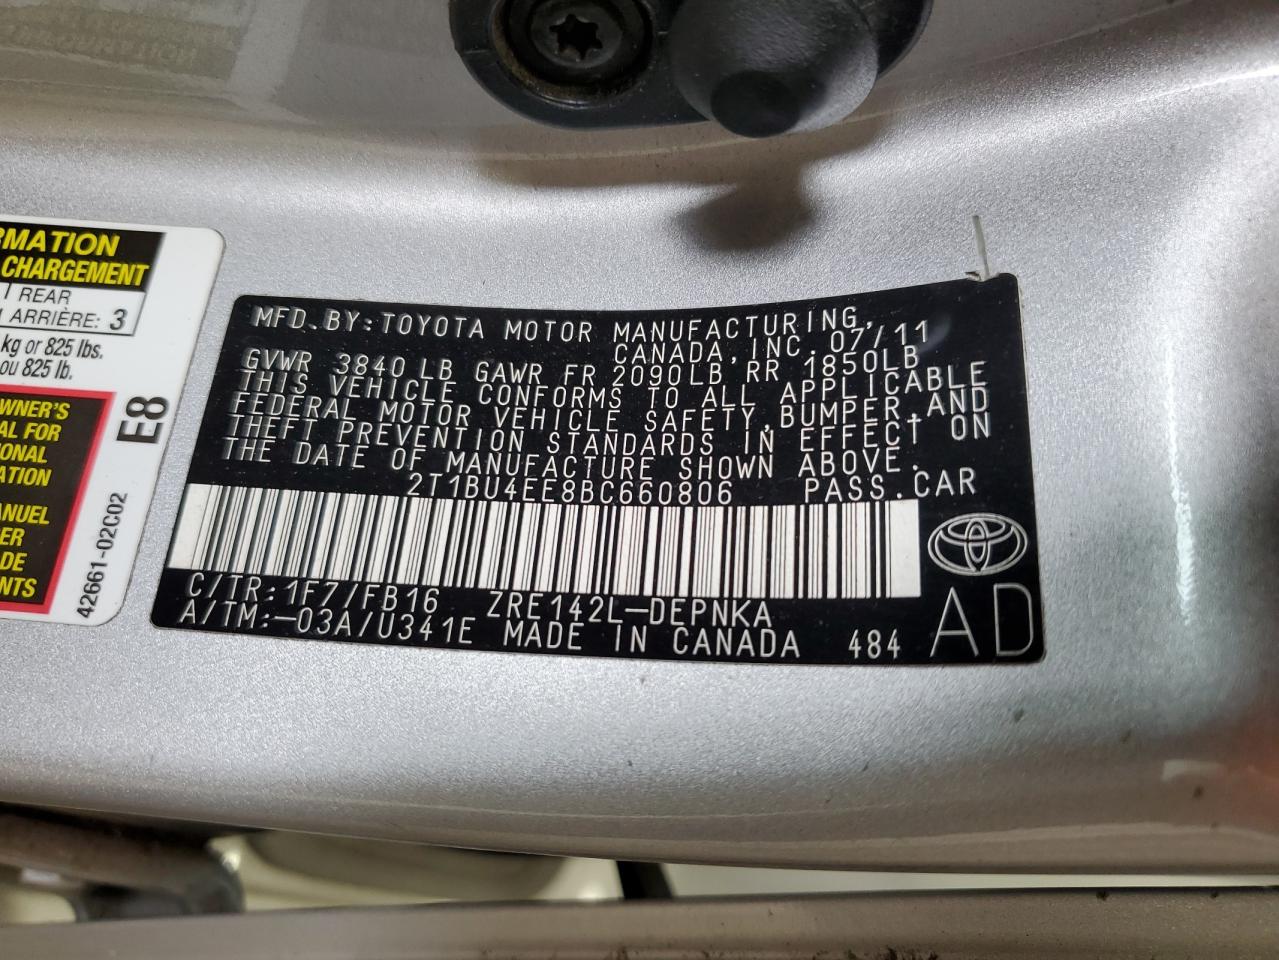 RMATION
CHARGEMENT
REAR
ARRIÈRE: 3
kg or 825 lbs.
ou 825 lb.
WNER'S
AL FOR
IONAL
ATION
ANUEL
ER
DE
NTS
E8
42661-02C02
MFD.BY:TOYOTA MOTOR MANUFACTURING,
CANADA,INC.07/11
GVWR 3840LB GAWR FR 2090LB RR 1850LB
THIS VEHICLE CONFORMS TO ALL APPLICABLE
FEDERAL MOTOR VEHICLE SAFETY,BUMPER,AND
THEFT PREVENTION STANDARDS IN EFFECT ON
THE DATE OF MANUFACTURE SHOWN ABOVE.
2T1BU4EE8BC660806 PASS.CAR
C/TR:1F7/FB16 ZRE142L-DEPNKA
A/TM:-03A/U341E MADE IN CANADA 484 AD